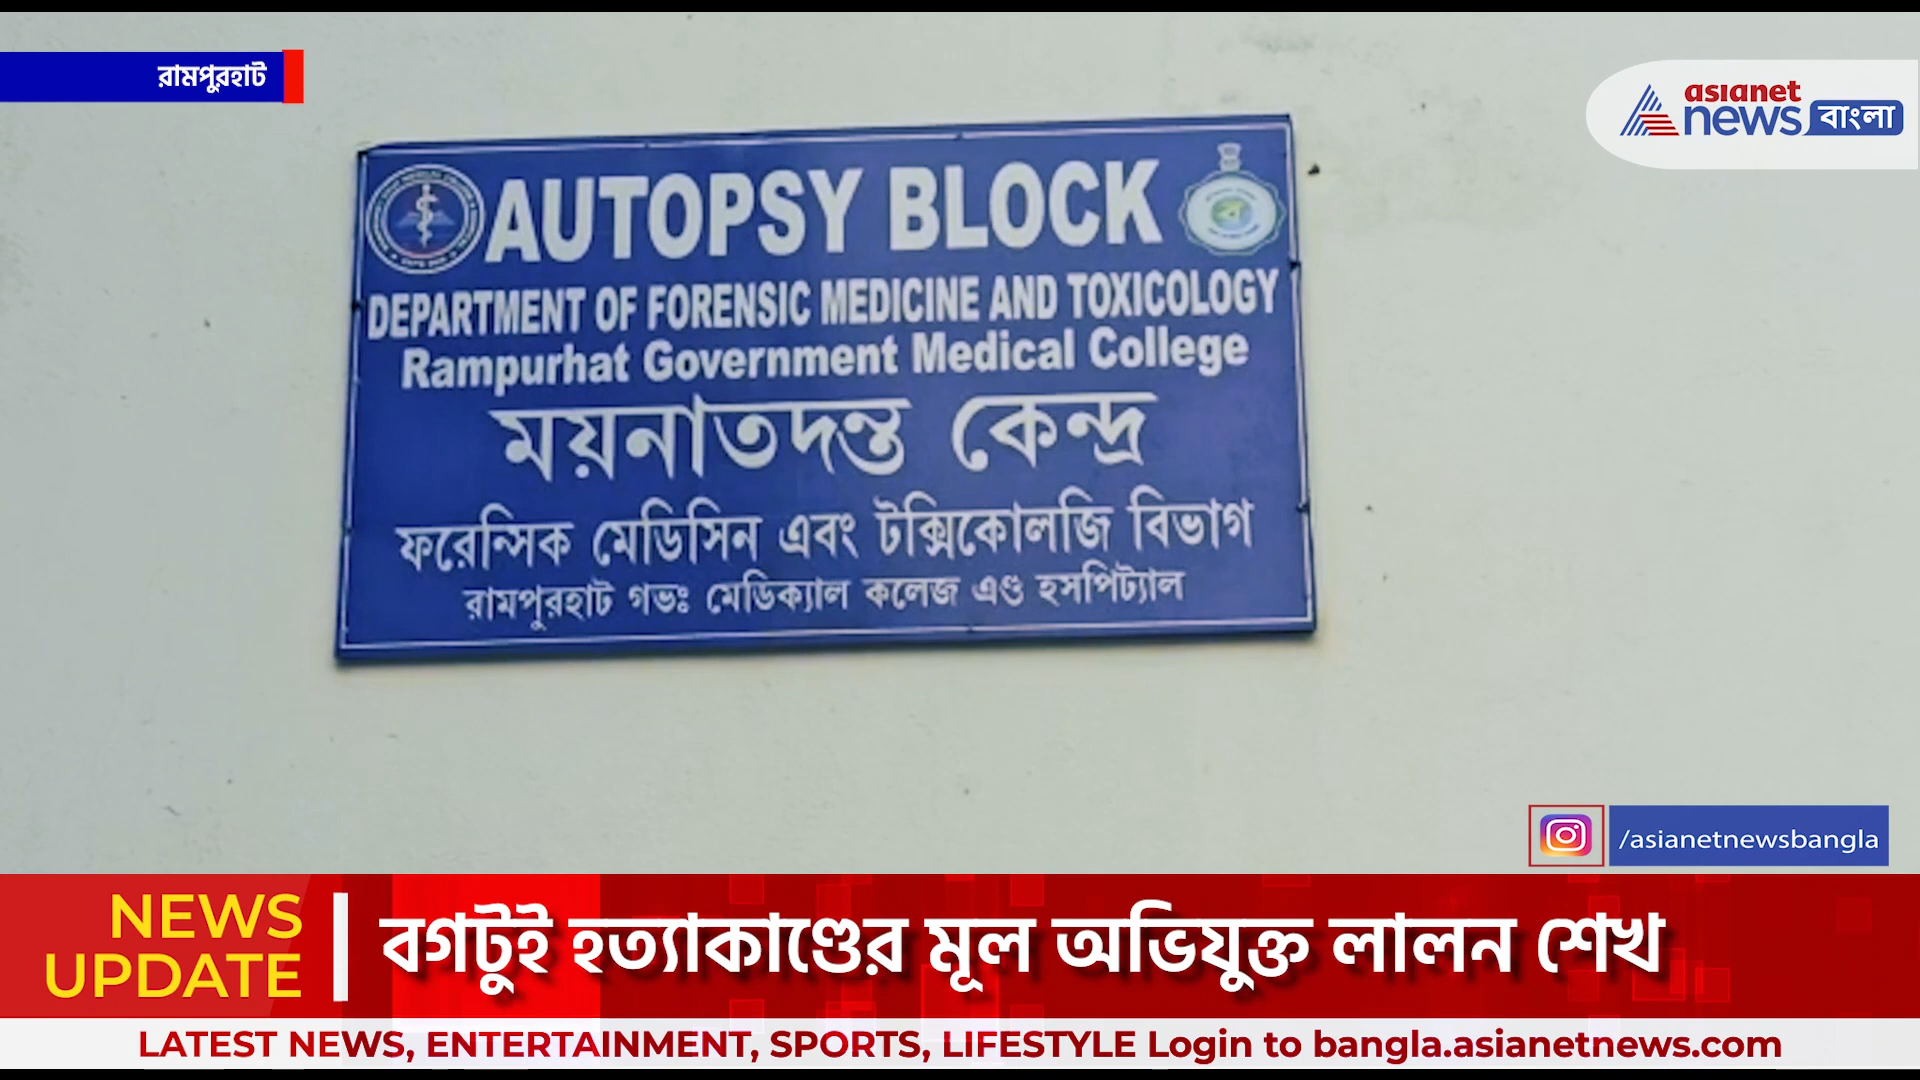 রামপুরহাট
asianet
news বাংলা
AUTOPSY BLOCK
DEPARTMENT OF FORENSIC MEDICINE AND TOXICOLOGY
Rampurhat Government Medical College
ময়নাতদন্ত কেন্দ্র
ফরেন্সিক মেডিসিন এবং টক্সিকোলজি বিভাগ
রামপুরহাট গভঃ মেডিক্যাল কলেজ এণ্ড হসপিট্যাল
/asianetnewsbangla
NEWS UPDATE
বগটুই হত্যাকাণ্ডের মূল অভিযুক্ত লালন শেখ
LATEST NEWS, ENTERTAINMENT, SPORTS, LIFESTYLE Login to bangla.asianetnews.com